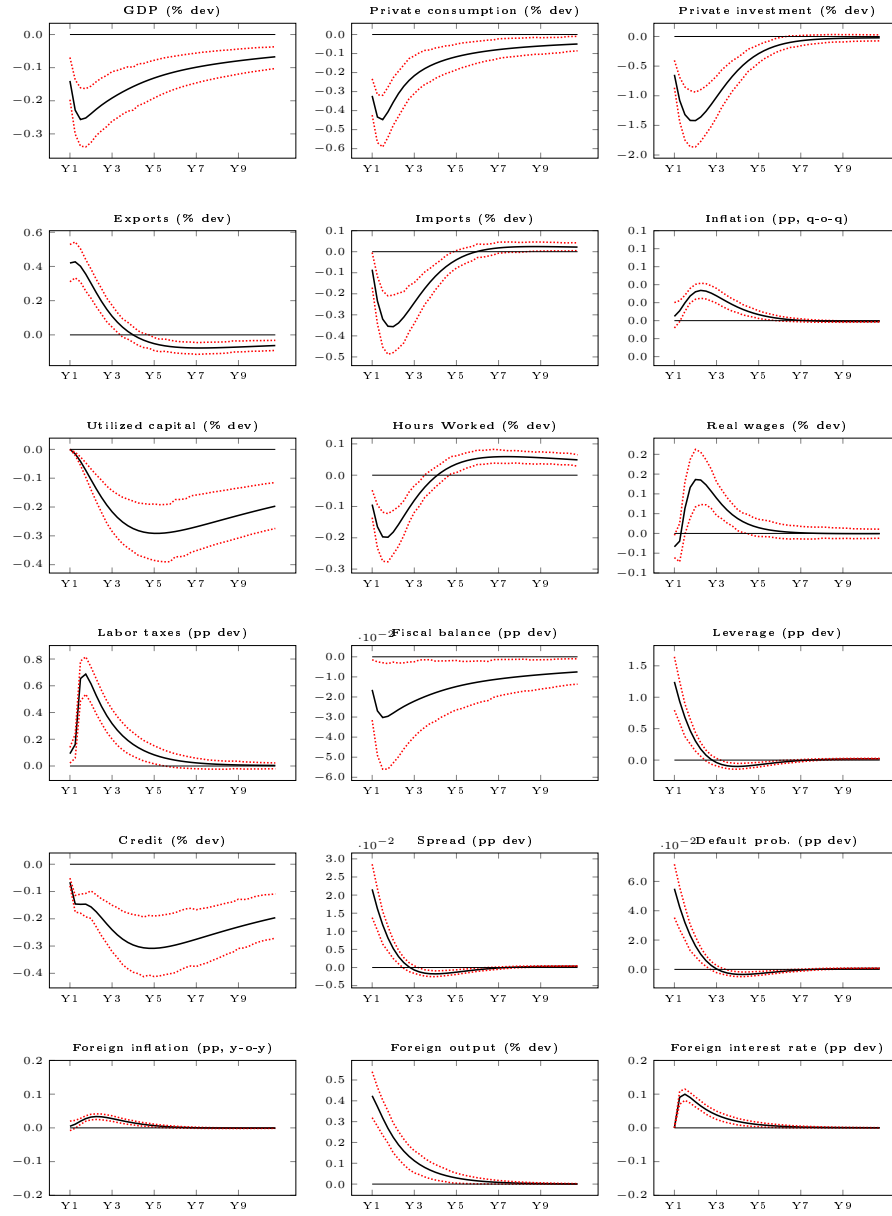 GDP (% dev)
0.0
−0.1
−0.2
−0.3
Y1 Y3 Y5 Y7 Y9
Private consumption (% dev)
0.0
−0.1
−0.2
−0.3
−0.4
−0.5
−0.6
Y1 Y3 Y5 Y7 Y9
Private investment (% dev)
0.0
−0.5
−1.0
−1.5
−2.0
Y1 Y3 Y5 Y7 Y9
Exports (% dev)
0.6
0.4
0.2
0.0
Y1 Y3 Y5 Y7 Y9
Imports (% dev)
0.1
0.0
−0.1
−0.2
−0.3
−0.4
−0.5
Y1 Y3 Y5 Y7 Y9
Inflation (pp, q-o-q)
0.1
0.1
0.1
0.0
0.0
0.0
0.0
0.0
Y1 Y3 Y5 Y7 Y9
Utilized capital (% dev)
0.0
−0.1
−0.2
−0.3
−0.4
Y1 Y3 Y5 Y7 Y9
Hours Worked (% dev)
0.1
0.0
−0.1
−0.2
−0.3
Y1 Y3 Y5 Y7 Y9
Real wages (% dev)
0.2
0.2
0.1
0.1
0.0
−0.1
−0.1
Y1 Y3 Y5 Y7 Y9
Labor taxes (pp dev)
0.8
0.6
0.4
0.2
0.0
Y1 Y3 Y5 Y7 Y9
·10−2
Fiscal balance (pp dev)
0.0
−1.0
−2.0
−3.0
−4.0
−5.0
−6.0
Y1 Y3 Y5 Y7 Y9
Leverage (pp dev)
1.5
1.0
0.5
0.0
Y1 Y3 Y5 Y7 Y9
Credit (% dev)
0.0
−0.1
−0.2
−0.3
−0.4
Y1 Y3 Y5 Y7 Y9
·10−2
Spread (pp dev)
3.0
2.0
2.0
1.0
1.0
0.5
0.0
−0.5
Y1 Y3 Y5 Y7 Y9
·10−2
Default prob. (pp dev)
6.0
4.0
2.0
0.0
Y1 Y3 Y5 Y7 Y9
Foreign inflation (pp, y-o-y)
0.2
0.1
0.0
−0.1
−0.2
Y1 Y3 Y5 Y7 Y9
Foreign output (% dev)
0.5
0.4
0.3
0.2
0.1
0.0
Y1 Y3 Y5 Y7 Y9
Foreign interest rate (pp dev)
0.2
0.1
0.0
−0.1
−0.2
Y1 Y3 Y5 Y7 Y9